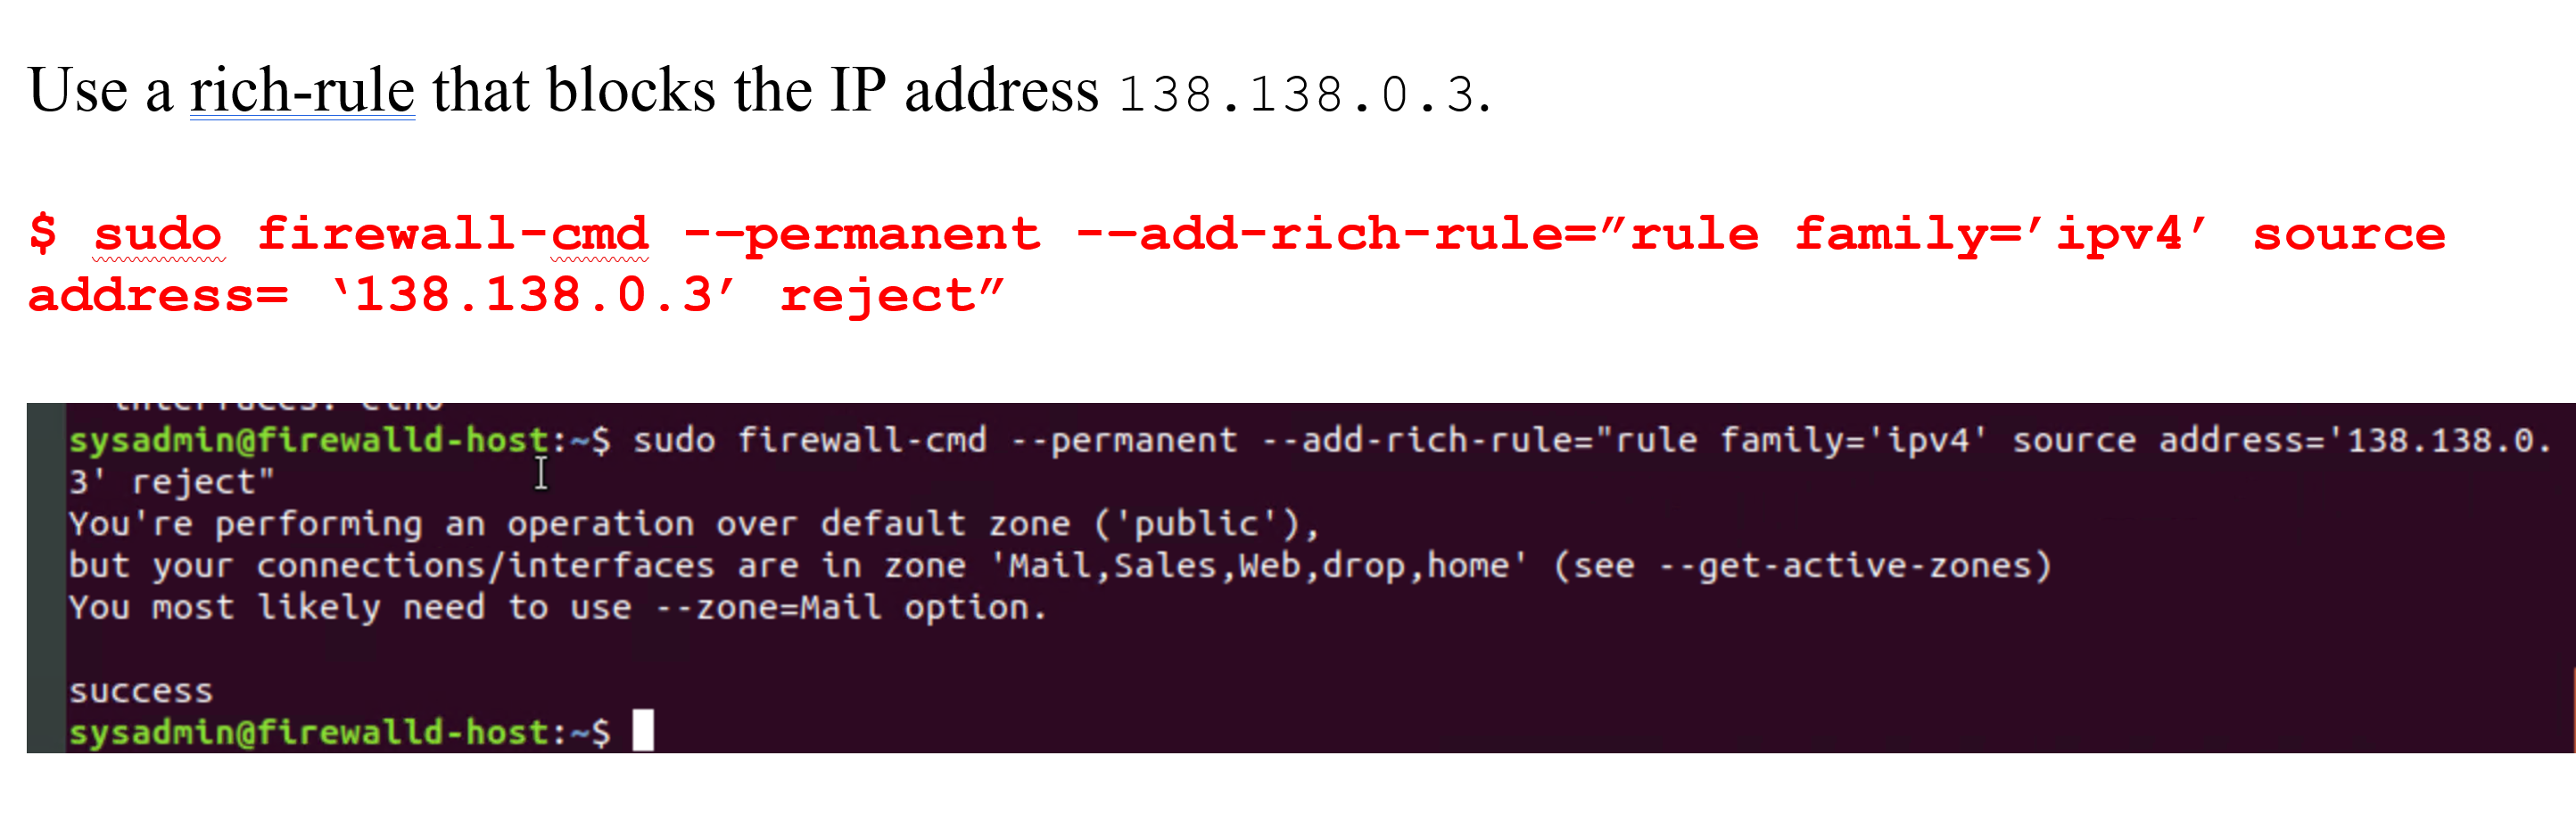 Use a rich-rule that blocks the IP address 138.138.0.3.
$ sudo firewall-cmd --permanent --add-rich-rule=”rule family=’ipv4’ source
address= ‘138.138.0.3’ reject”
interfaces: eth0
sysadmin@firewalld-host:~$ sudo firewall-cmd --permanent --add-rich-rule="rule family='ipv4' source address='138.138.0.
3' reject"
You're performing an operation over default zone ('public'),
but your connections/interfaces are in zone 'Mail,Sales,Web,drop,home' (see --get-active-zones)
You most likely need to use --zone=Mail option.
success
sysadmin@firewalld-host:~$